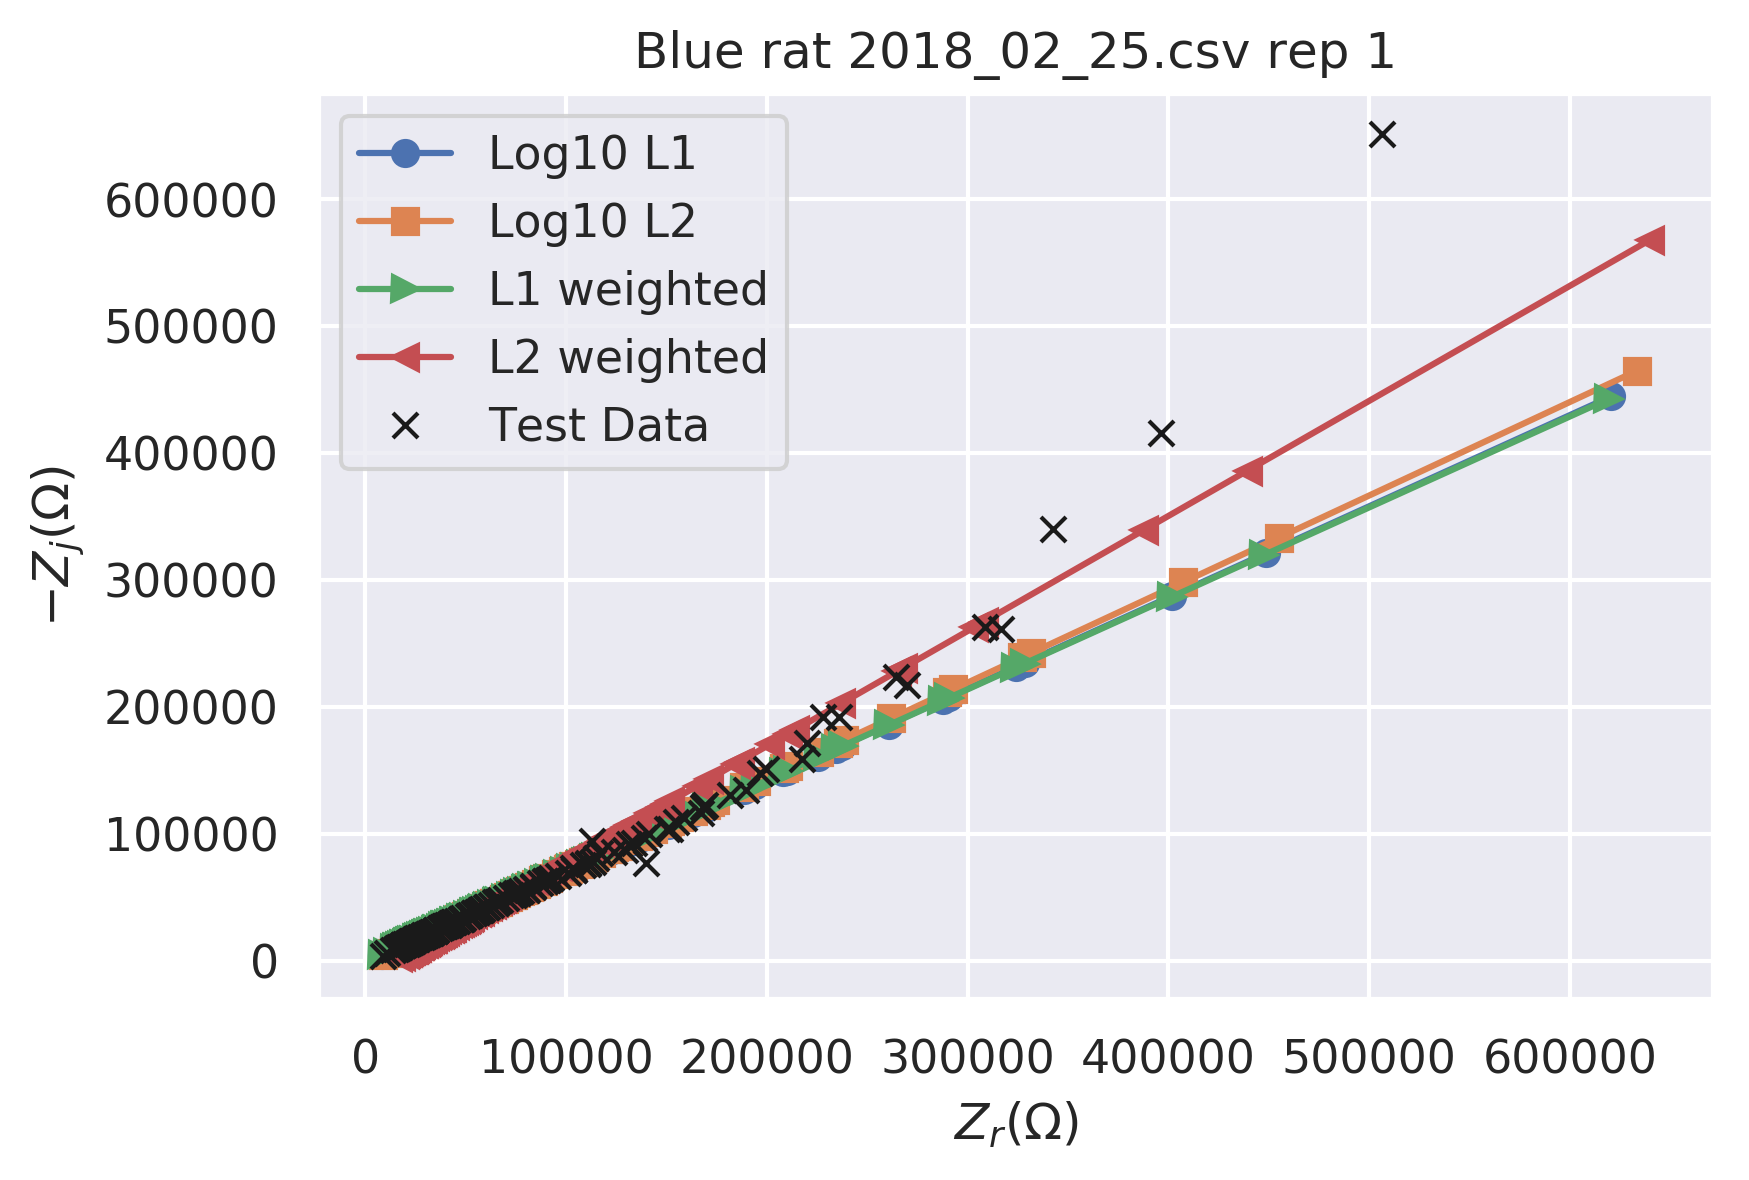 Blue rat 2018_02_25.csv rep 1
Log10 L1
Log10 L2
L1 weighted
L2 weighted
Test Data
600000
500000
400000
300000
200000
100000
0
−Z_j(Ω)
0 100000 200000 300000 400000 500000 600000
Z_r(Ω)